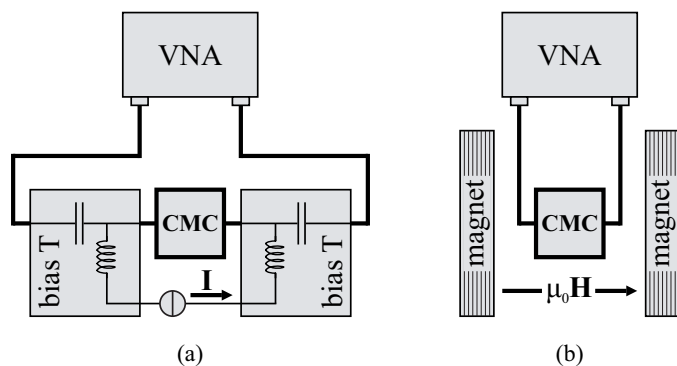 VNA
bias T
CMC
bias T
I
(a)
VNA
magnet
CMC
magnet
μ₀H
(b)